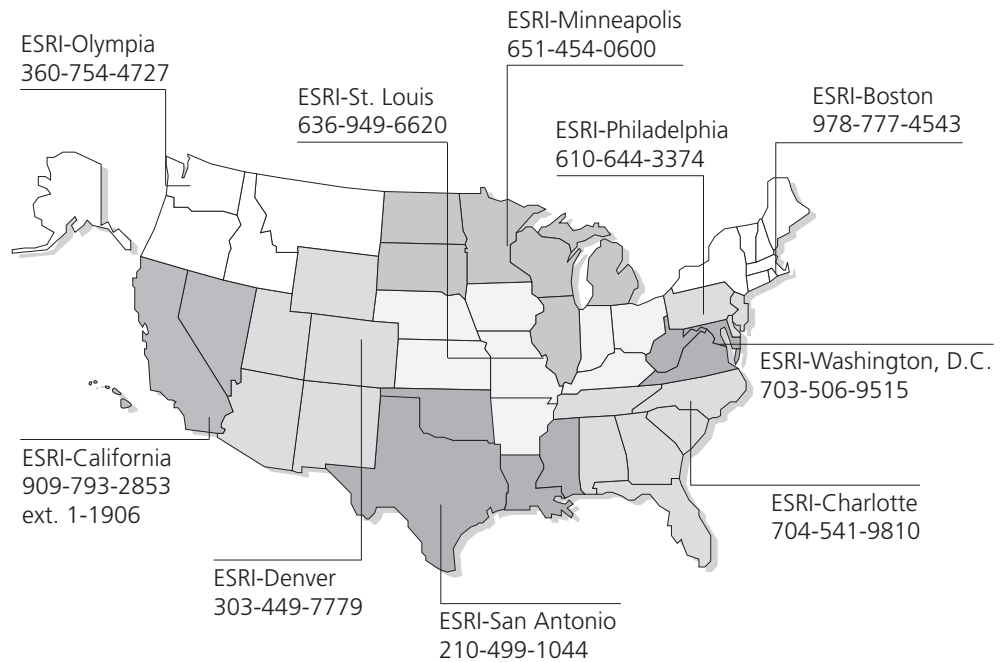 ESRI-Minneapolis
651-454-0600
ESRI-Olympia
360-754-4727
ESRI-St. Louis
636-949-6620
ESRI-Boston
978-777-4543
ESRI-Philadelphia
610-644-3374
ESRI-Washington, D.C.
703-506-9515
ESRI-California
909-793-2853
ext. 1-1906
ESRI-Charlotte
704-541-9810
ESRI-Denver
303-449-7779
ESRI-San Antonio
210-499-1044